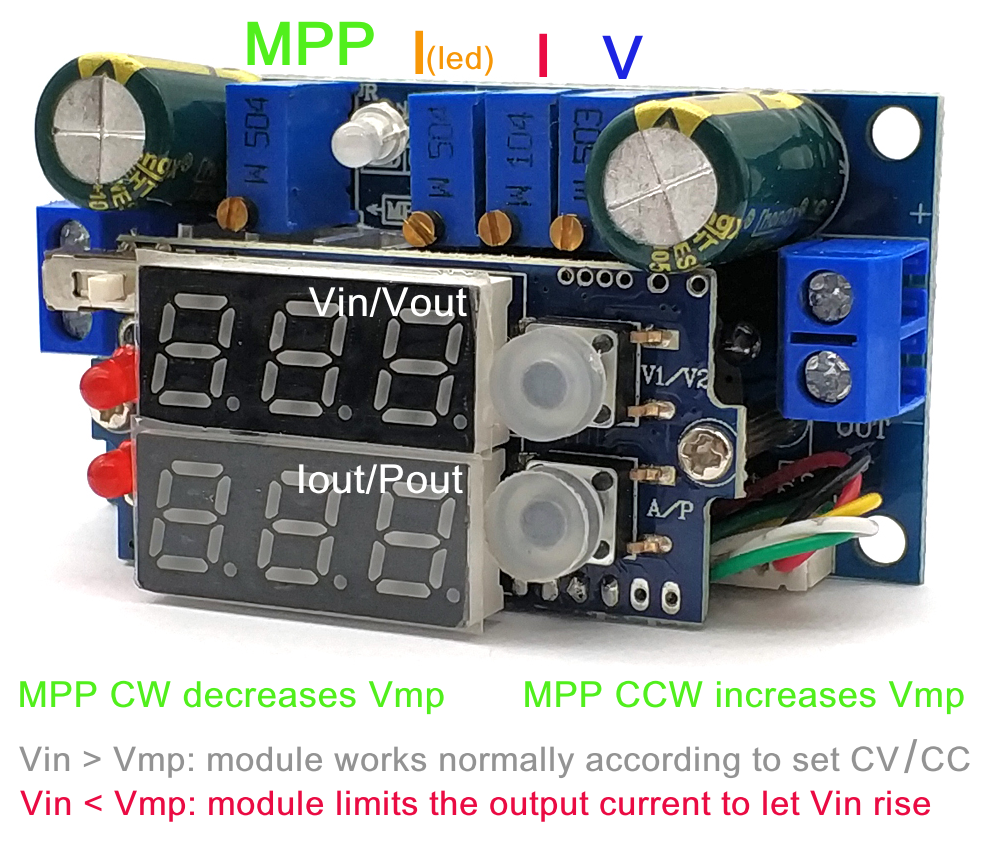 MPP I(led) I V
PR
W 504
W 504
W 104
W 503
+
Vin/Vout
V1/V2
Iout/Pout
A/P
OUT
MPP CW decreases Vmp
MPP CCW increases Vmp
Vin > Vmp: module works normally according to set CV/CC
Vin < Vmp: module limits the output current to let Vin rise